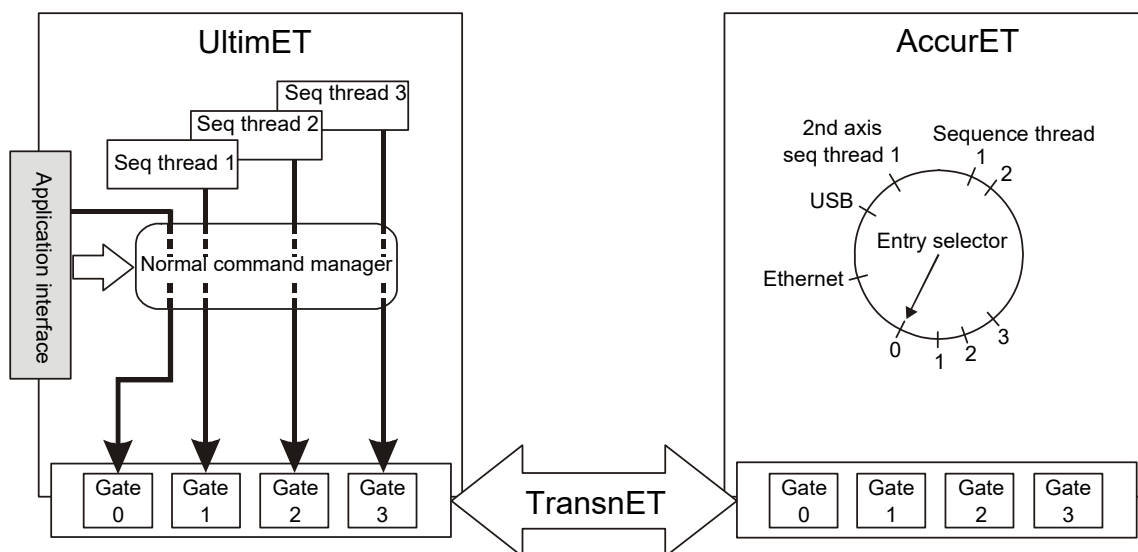 UltimET
AccurET
Seq thread 3
Seq thread 2
Seq thread 1
Application interface
Normal command manager
2nd axis
seq thread 1
Sequence thread
1
2
USB
Entry selector
Ethernet
0
1
2
3
Gate
0
Gate
1
Gate
2
Gate
3
TransnET
Gate
0
Gate
1
Gate
2
Gate
3